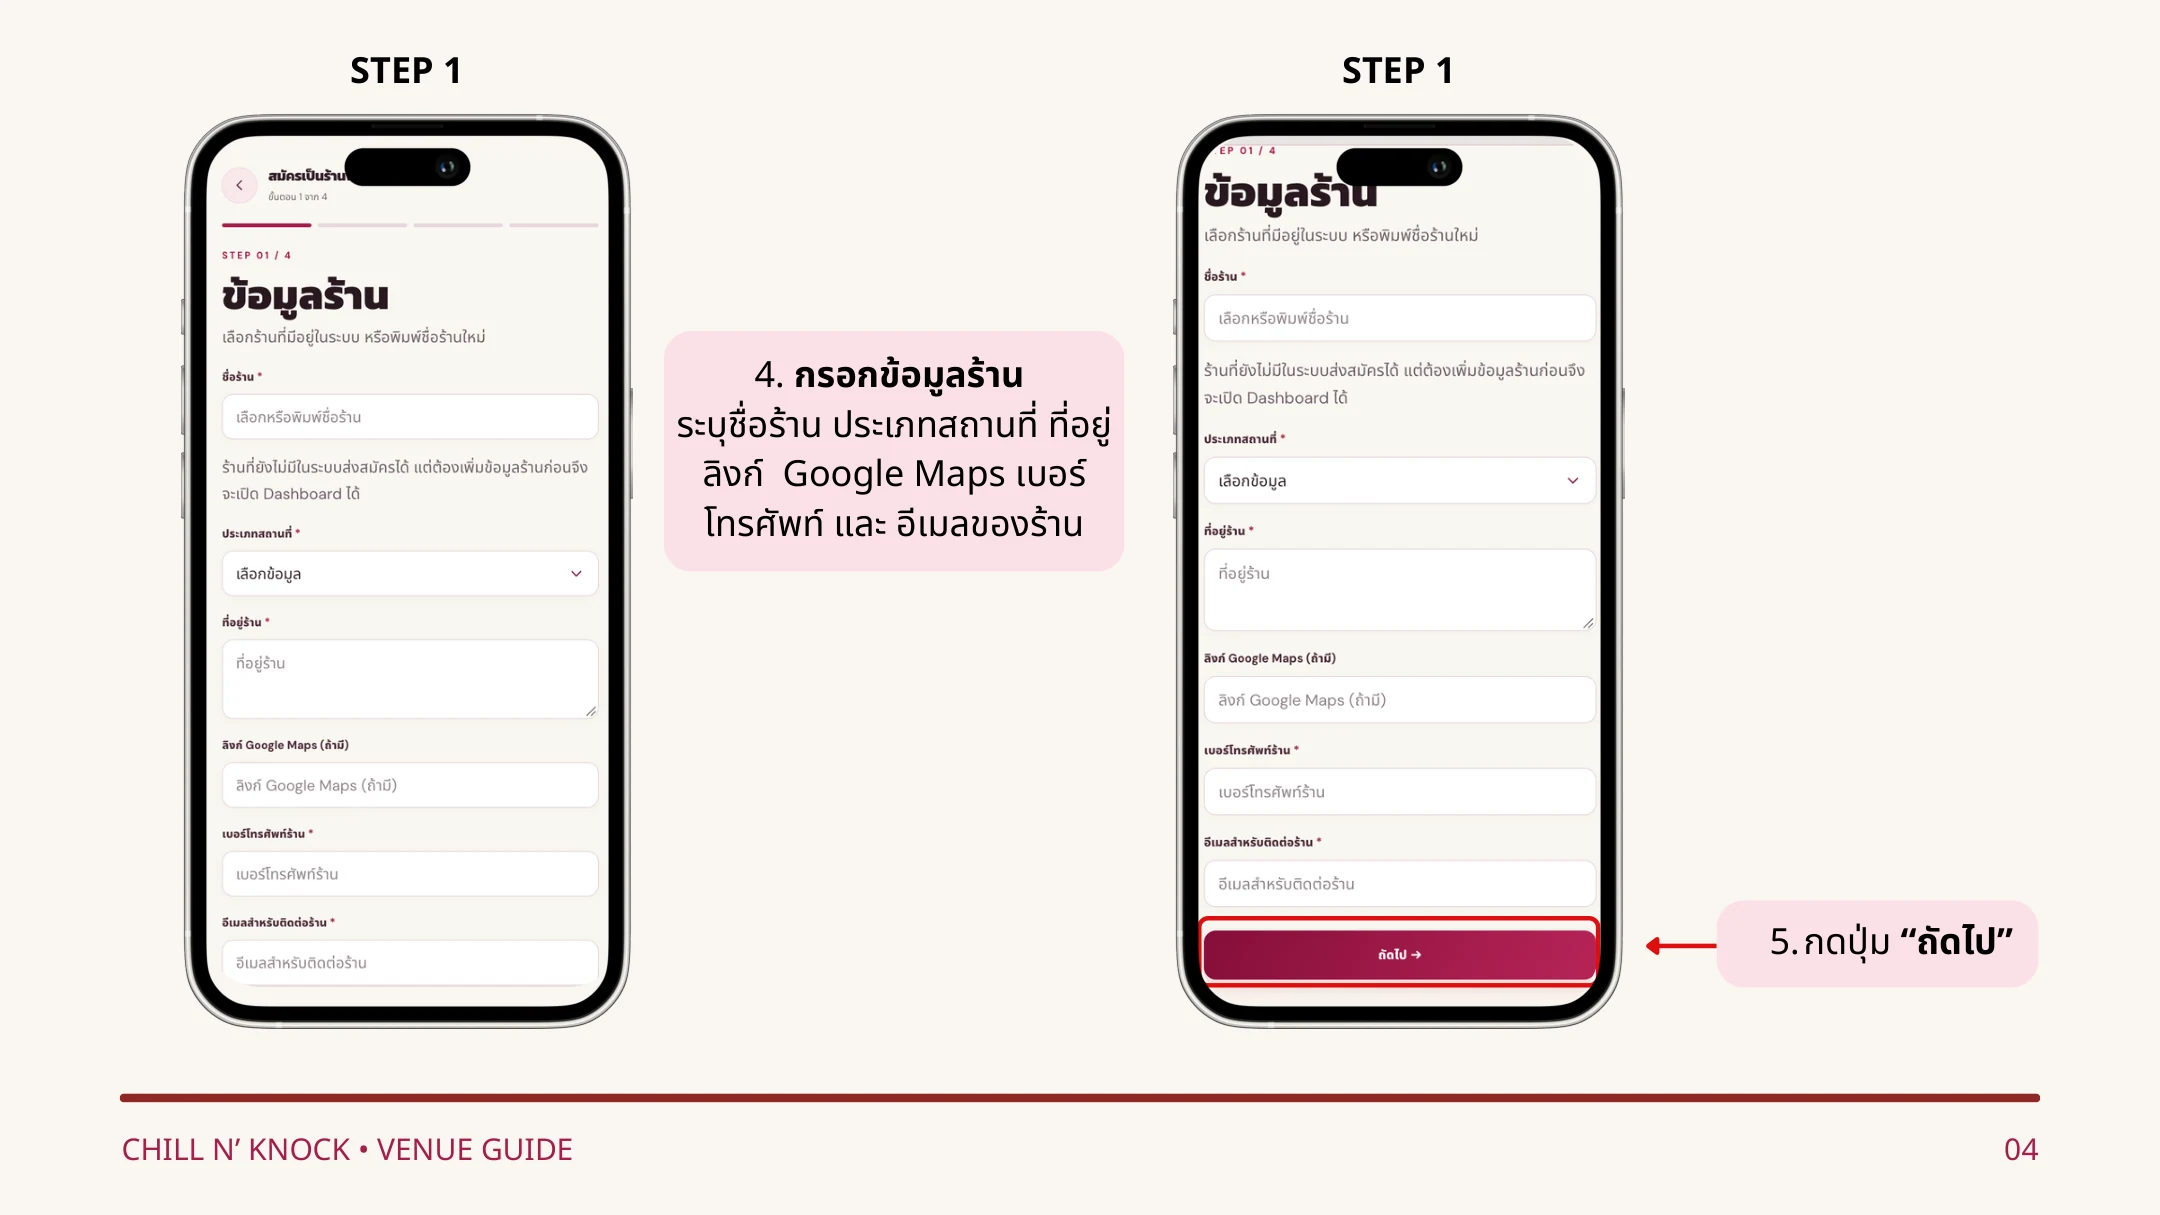 STEP 1
สมัครเป็นร้าน
ขั้นตอน 1 จาก 4
STEP 01 / 4
ข้อมูลร้าน
เลือกร้านที่มีอยู่ในระบบ หรือพิมพ์ชื่อร้านใหม่
ชื่อร้าน *
เลือกหรือพิมพ์ชื่อร้าน
ร้านที่ยังไม่มีในระบบส่งสมัครได้ แต่ต้องเพิ่มข้อมูลร้านก่อนจึง
จะเปิด Dashboard ได้
ประเภทสถานที่ *
เลือกข้อมูล
ที่อยู่ร้าน *
ที่อยู่ร้าน
ลิงก์ Google Maps (ถ้ามี)
ลิงก์ Google Maps (ถ้ามี)
เบอร์โทรศัพท์ร้าน *
เบอร์โทรศัพท์ร้าน
อีเมลสำหรับติดต่อร้าน *
อีเมลสำหรับติดต่อร้าน
4. กรอกข้อมูลร้าน
ระบุชื่อร้าน ประเภทสถานที่ ที่อยู่
ลิงก์ Google Maps เบอร์
โทรศัพท์ และ อีเมลของร้าน
STEP 1
EP 01 / 4
ข้อมูลร้าน
เลือกร้านที่มีอยู่ในระบบ หรือพิมพ์ชื่อร้านใหม่
ชื่อร้าน *
เลือกหรือพิมพ์ชื่อร้าน
ร้านที่ยังไม่มีในระบบส่งสมัครได้ แต่ต้องเพิ่มข้อมูลร้านก่อนจึง
จะเปิด Dashboard ได้
ประเภทสถานที่ *
เลือกข้อมูล
ที่อยู่ร้าน *
ที่อยู่ร้าน
ลิงก์ Google Maps (ถ้ามี)
ลิงก์ Google Maps (ถ้ามี)
เบอร์โทรศัพท์ร้าน *
เบอร์โทรศัพท์ร้าน
อีเมลสำหรับติดต่อร้าน *
อีเมลสำหรับติดต่อร้าน
ถัดไป →
5. กดปุ่ม “ถัดไป”
CHILL N’ KNOCK • VENUE GUIDE
04